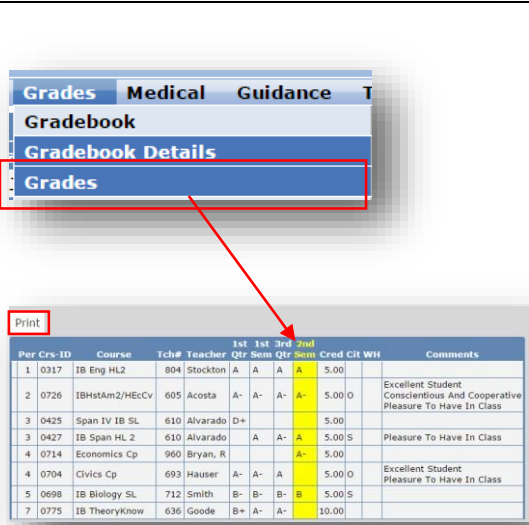 Grades Medical Guidance T
Gradebook
Gradebook Details
Grades
Print
1st 1st 3rd 2nd
Per Crs-ID Course Tch# Teacher Qtr Sem Qtr Sem Cred Cit WH Comments
1 0317 IB Eng HL2 804 Stockton A A A A 5.00
Excellent Student
2 0726 IBHstAm2/HEcCv 605 Acosta A- A- A- A- 5.00 O Conscientious And Cooperative
Pleasure To Have In Class
3 0425 Span IV IB SL 610 Alvarado D+ 5.00
3 0427 IB Span HL 2 610 Alvarado A A- A 5.00 S Pleasure To Have In Class
4 0714 Economics Cp 960 Bryan, R A- 5.00
4 0704 Civics Cp 693 Hauser A- A- A 5.00 O Excellent Student
Pleasure To Have In Class
5 0698 IB Biology SL 712 Smith B- B- B- B 5.00 S
7 0775 IB TheoryKnow 636 Goode B+ A- A- 10.00